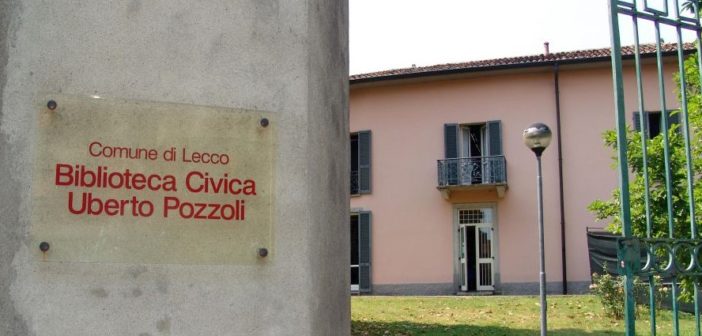 Comune di Lecco
Biblioteca Civica
Uberto Pozzoli